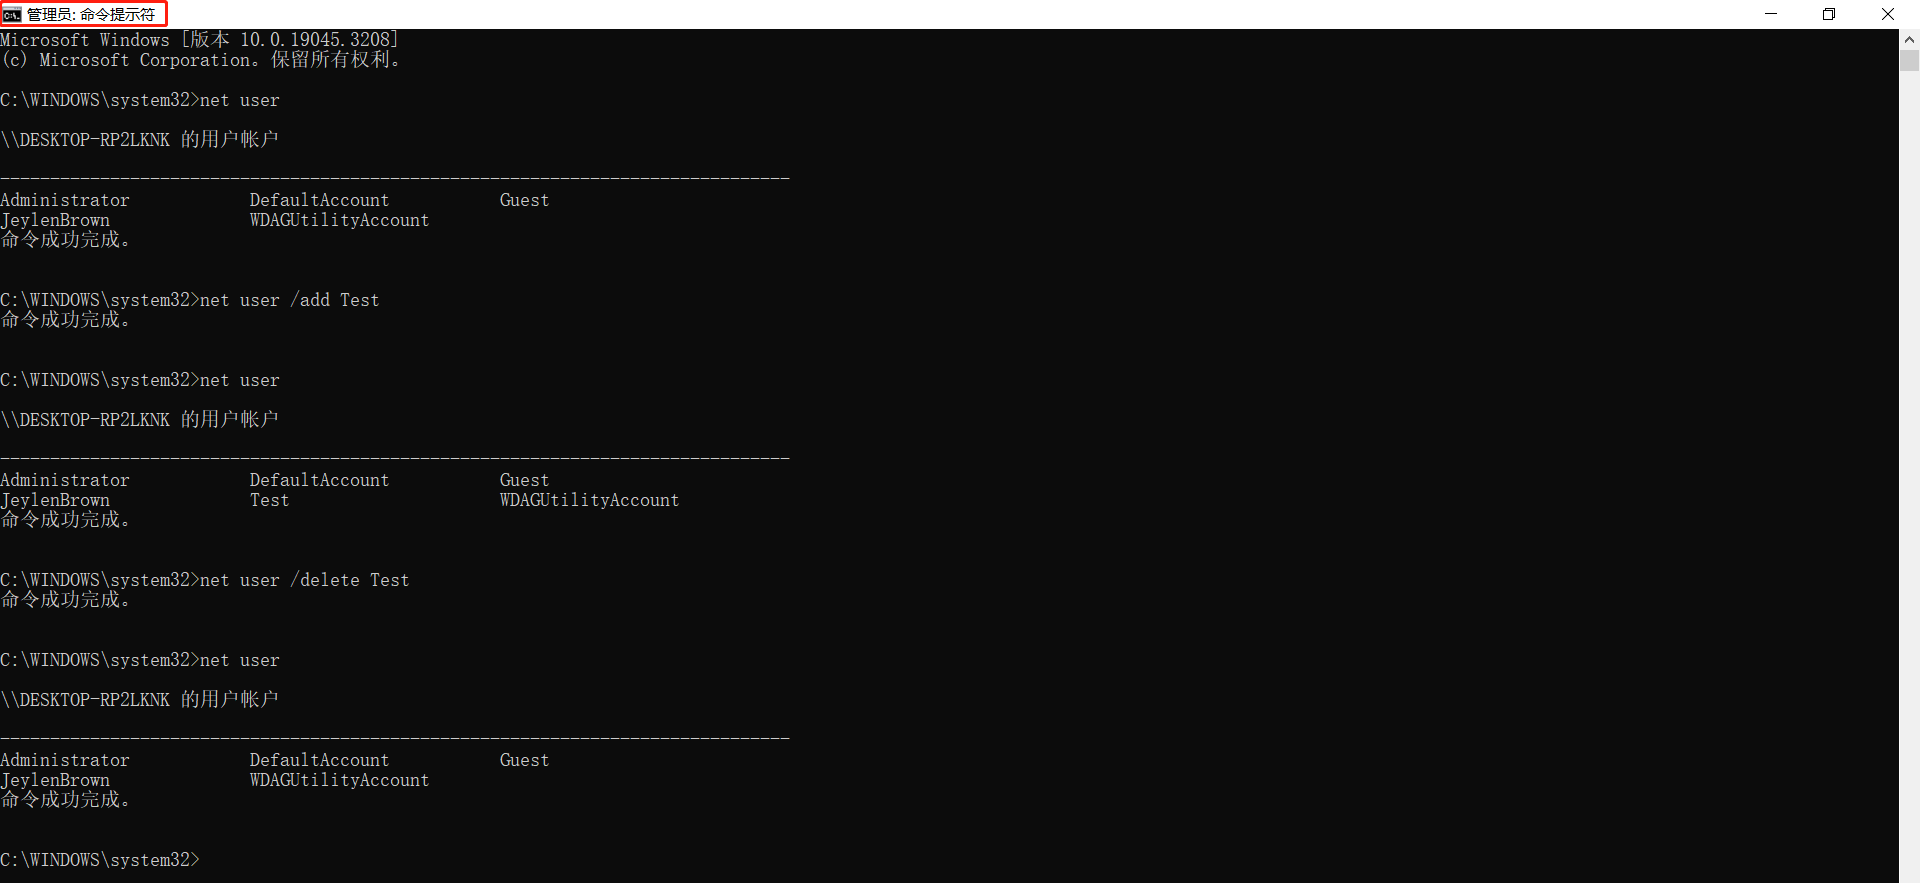 管理员: 命令提示符
Microsoft Windows [版本 10.0.19045.3208]
(c) Microsoft Corporation。保留所有权利。
C:\WINDOWS\system32>net user
\\DESKTOP-RP2LKNK 的用户帐户
-------------------------------------------------------------------------------
Administrator            DefaultAccount           Guest
JeylenBrown              WDAGUtilityAccount
命令成功完成。
C:\WINDOWS\system32>net user /add Test
命令成功完成。
C:\WINDOWS\system32>net user
\\DESKTOP-RP2LKNK 的用户帐户
-------------------------------------------------------------------------------
Administrator            DefaultAccount           Guest
JeylenBrown              Test                     WDAGUtilityAccount
命令成功完成。
C:\WINDOWS\system32>net user /delete Test
命令成功完成。
C:\WINDOWS\system32>net user
\\DESKTOP-RP2LKNK 的用户帐户
-------------------------------------------------------------------------------
Administrator            DefaultAccount           Guest
JeylenBrown              WDAGUtilityAccount
命令成功完成。
C:\WINDOWS\system32>